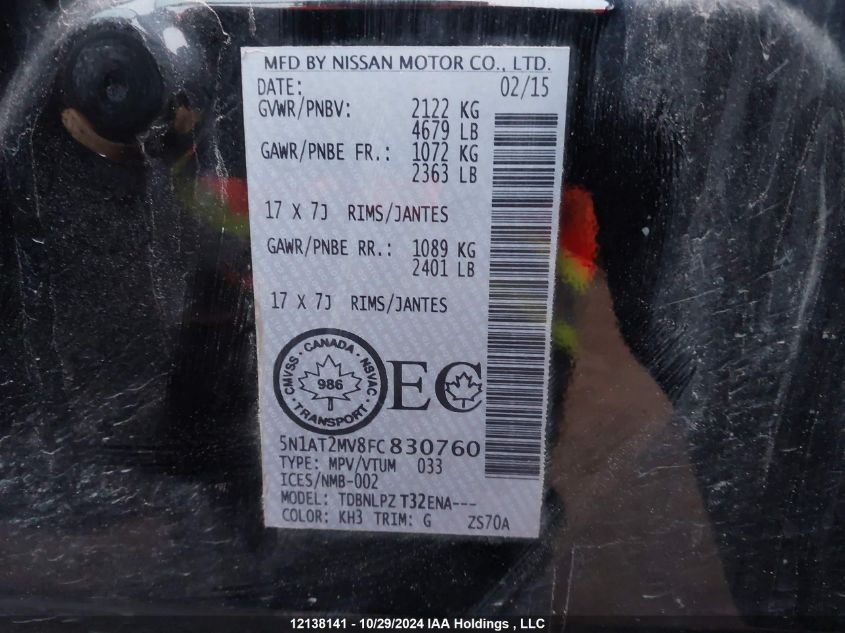 MFD BY NISSAN MOTOR CO., LTD.
DATE: 02/15
GVWR/PNBV: 2122 KG
4679 LB
GAWR/PNBE FR.: 1072 KG
2363 LB
17 X 7J RIMS/JANTES
GAWR/PNBE RR.: 1089 KG
2401 LB
17 X 7J RIMS/JANTES
CMVSS · CANADA · NSVAC · TRANSPORT ·
986
EC
5N1AT2MV8FC830760
TYPE: MPV/VTUM 033
ICES/NMB-002
MODEL: TDBNLPZ T32ENA---
COLOR: KH3 TRIM: G ZS70A
12138141 - 10/29/2024 IAA Holdings , LLC